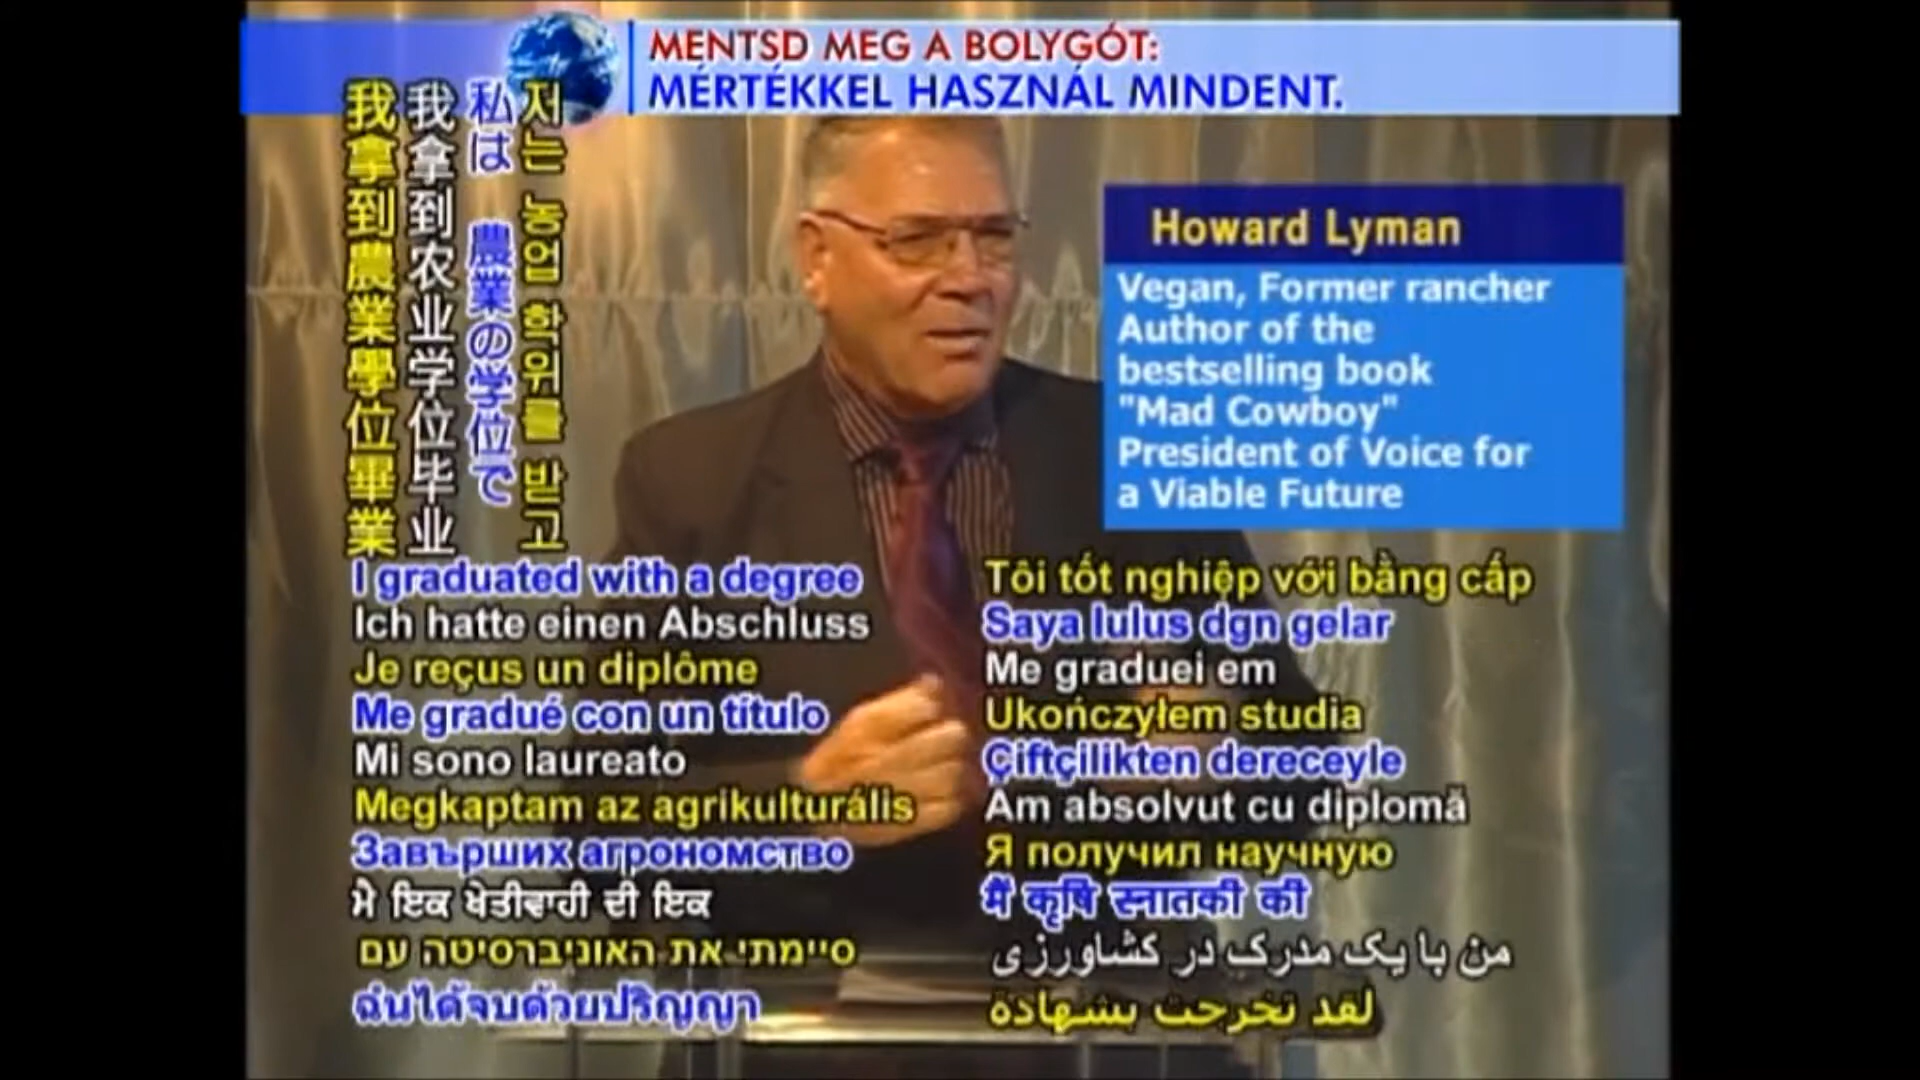 MENTSD MEG A BOLYGÓT:
MÉRTÉKKEL HASZNÁL MINDENT.
저는 농업 학위를 받고
私は 農業の学位で
我拿到农业学位毕业
我拿到農業學位畢業
Howard Lyman
Vegan, Former rancher
Author of the
bestselling book
"Mad Cowboy"
President of Voice for
a Viable Future
I graduated with a degree
Ich hatte einen Abschluss
Je reçus un diplôme
Me gradué con un título
Mi sono laureato
Megkaptam az agrikulturális
Завърших агрономство
ਮੈ ਇਕ ਖੇਤੀਵਾਹੀ ਦੀ ਇਕ
סיימתי את האוניברסיטה עם
ฉันได้จบด้วยปริญญา
Tôi tốt nghiệp với bằng cấp
Saya lulus dgn gelar
Me graduei em
Ukończyłem studia
Çiftçilikten dereceyle
Am absolvut cu diplomă
Я получил научную
मैं कृषि स्नातकी की
من با یک مدرک در کشاورزی
لقد تخرجت بشهادة